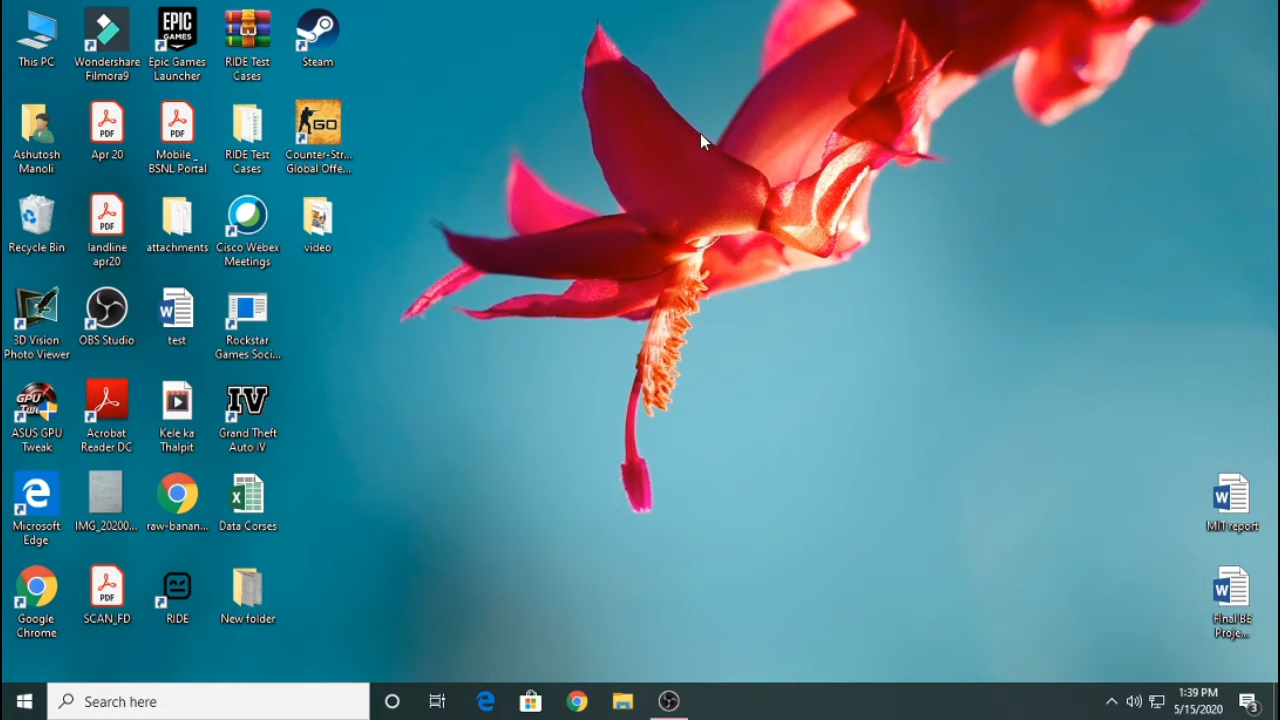 This PC
Wondershare
Filmora9
EPIC
GAMES
Epic Games
Launcher
RIDE Test
Cases
Steam
Ashutosh
Manoli
PDF
Apr 20
PDF
Mobile_
BSNL Portal
RIDE Test
Cases
GO
Counter-Str...
Global Offe...
Recycle Bin
PDF
landline
apr20
attachments
Cisco Webex
Meetings
video
3D Vision
Photo Viewer
OBS Studio
W
test
Rockstar
Games Soci...
GPU
ASUS GPU
Tweak
Acrobat
Reader DC
Kele ka
Thalpit
IV
Grand Theft
Auto IV
Microsoft
Edge
IMG_20200...
raw-banan...
X
Data Corses
W
MIT report
Google
Chrome
PDF
SCAN_FD
RIDE
New folder
W
FInal BE
Proje...
Search here
1:39 PM
5/15/2020
3